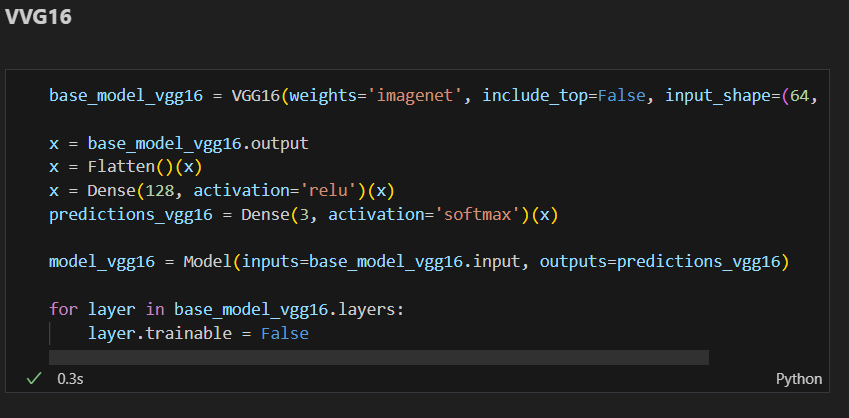 VVG16
base_model_vgg16 = VGG16(weights='imagenet', include_top=False, input_shape=(64,
x = base_model_vgg16.output
x = Flatten()(x)
x = Dense(128, activation='relu')(x)
predictions_vgg16 = Dense(3, activation='softmax')(x)
model_vgg16 = Model(inputs=base_model_vgg16.input, outputs=predictions_vgg16)
for layer in base_model_vgg16.layers:
    layer.trainable = False
0.3s Python